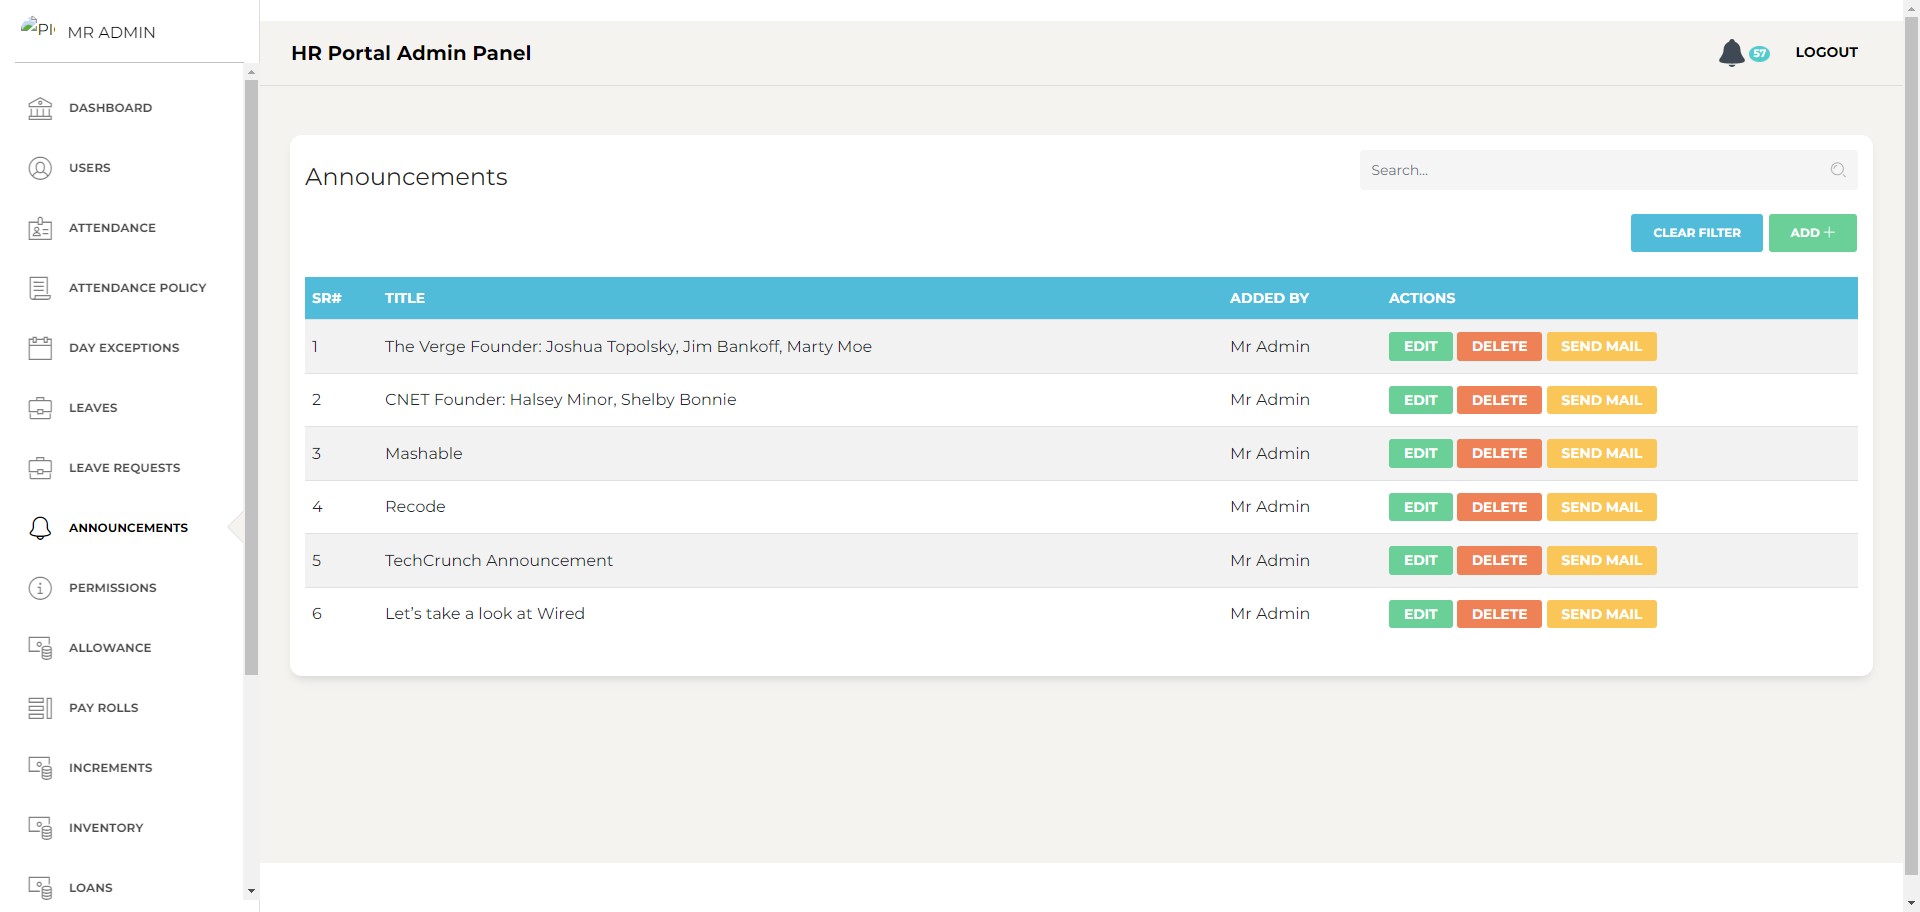 MR ADMIN
DASHBOARD
USERS
ATTENDANCE
ATTENDANCE POLICY
DAY EXCEPTIONS
LEAVES
LEAVE REQUESTS
ANNOUNCEMENTS
PERMISSIONS
ALLOWANCE
PAY ROLLS
INCREMENTS
INVENTORY
LOANS
HR Portal Admin Panel
57
LOGOUT
Announcements
Search...
CLEAR FILTER
ADD
SR# TITLE ADDED BY ACTIONS
1 The Verge Founder: Joshua Topolsky, Jim Bankoff, Marty Moe Mr Admin EDIT DELETE SEND MAIL
2 CNET Founder: Halsey Minor, Shelby Bonnie Mr Admin EDIT DELETE SEND MAIL
3 Mashable Mr Admin EDIT DELETE SEND MAIL
4 Recode Mr Admin EDIT DELETE SEND MAIL
5 TechCrunch Announcement Mr Admin EDIT DELETE SEND MAIL
6 Let’s take a look at Wired Mr Admin EDIT DELETE SEND MAIL